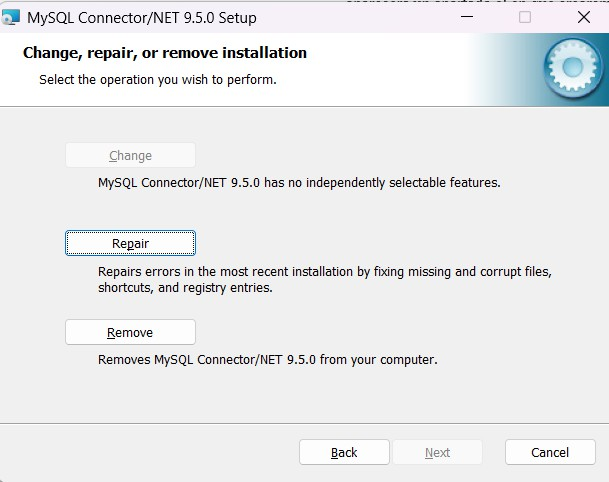 MySQL Connector/NET 9.5.0 Setup
Change, repair, or remove installation
Select the operation you wish to perform.
Change
MySQL Connector/NET 9.5.0 has no independently selectable features.
Repair
Repairs errors in the most recent installation by fixing missing and corrupt files,
shortcuts, and registry entries.
Remove
Removes MySQL Connector/NET 9.5.0 from your computer.
Back
Next
Cancel